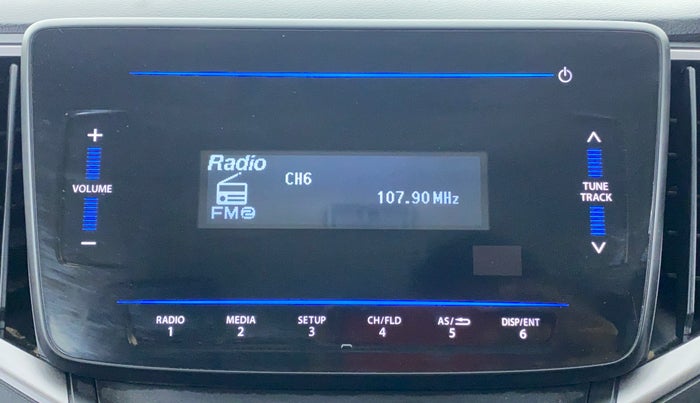 +
VOLUME
−
Radio
CH6
107.90 MHz
FM2
TUNE
TRACK
RADIO MEDIA SETUP CH/FLD AS/ DISP/ENT
1 2 3 4 5 6